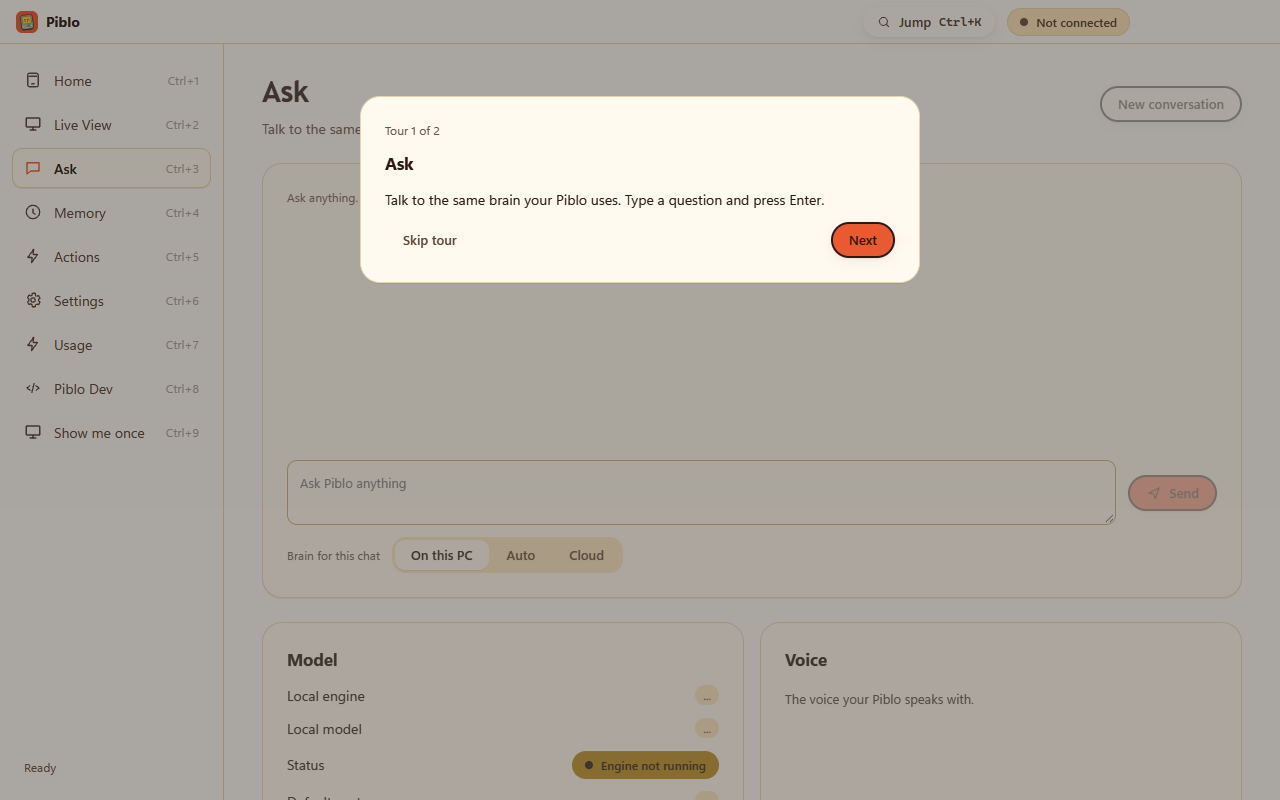 Piblo
Jump Ctrl+K
Not connected
Home Ctrl+1
Live View Ctrl+2
Ask Ctrl+3
Memory Ctrl+4
Actions Ctrl+5
Settings Ctrl+6
Usage Ctrl+7
Piblo Dev Ctrl+8
Show me once Ctrl+9
Ready
Ask
Talk to the same
New conversation
Tour 1 of 2
Ask
Talk to the same brain your Piblo uses. Type a question and press Enter.
Skip tour
Next
Ask anything.
Ask Piblo anything
Send
Brain for this chat
On this PC
Auto
Cloud
Model
Local engine ...
Local model ...
Status Engine not running
Voice
The voice your Piblo speaks with.